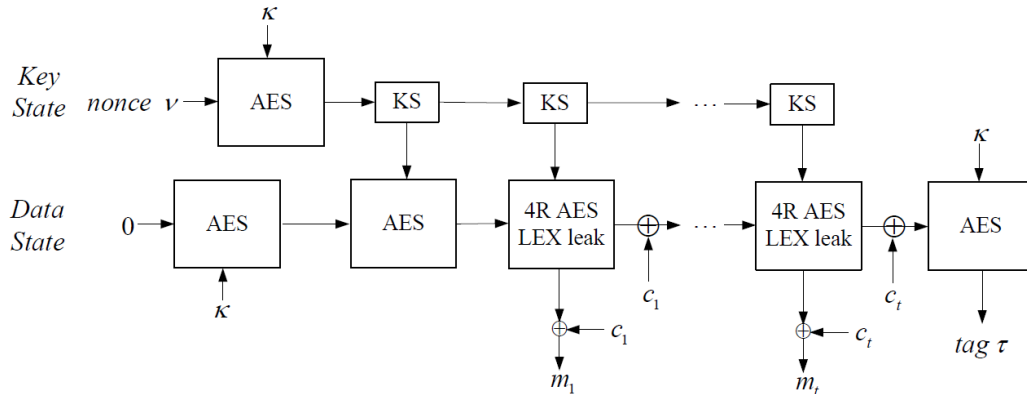 κ
Key State
nonce ν
AES
KS
KS
...
KS
κ
Data State
0
AES
AES
4R AES
LEX leak
...
4R AES
LEX leak
AES
κ
c₁
cₜ
c₁
cₜ
m₁
mₜ
tag τ